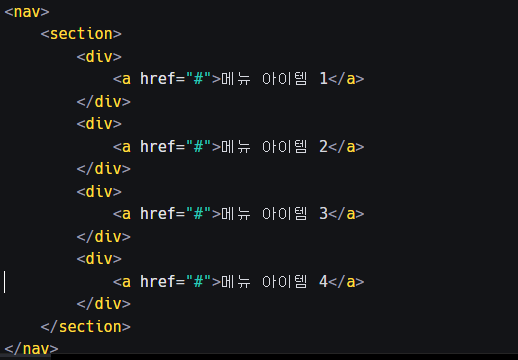 <nav>
    <section>
        <div>
            <a href="#">메뉴 아이템 1</a>
        </div>
        <div>
            <a href="#">메뉴 아이템 2</a>
        </div>
        <div>
            <a href="#">메뉴 아이템 3</a>
        </div>
        <div>
            <a href="#">메뉴 아이템 4</a>
        </div>
    </section>
</nav>